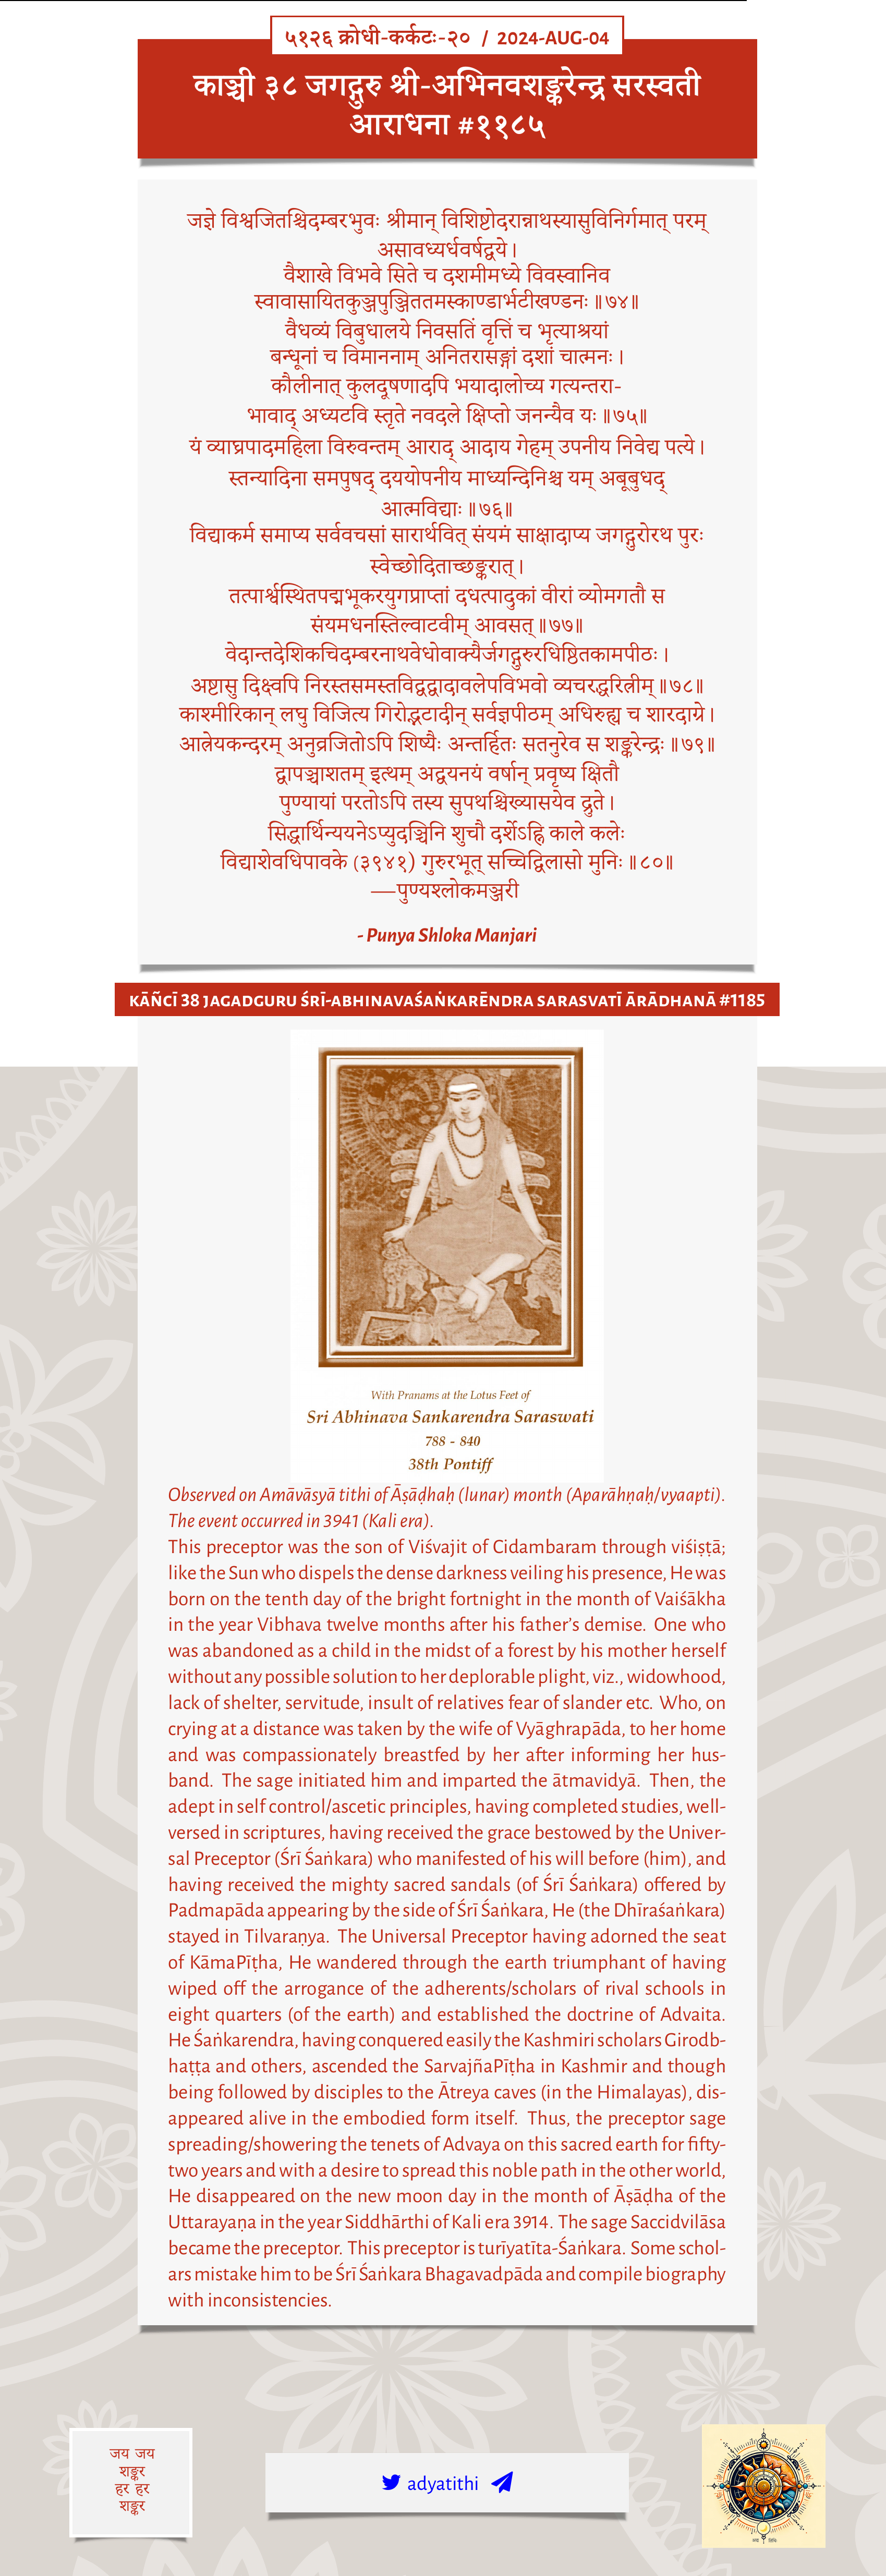 ५१२६ क्रोधी-कर्कटः-२० / 2024-AUG-04
काञ्ची ३८ जगद्गुरु श्री-अभिनवशङ्करेन्द्र सरस्वती
आराधना #११८५
जज्ञे विश्वजितश्चिदम्बरभुवः श्रीमान् विशिष्टोदरान्नाथस्यासुविनिर्गमात् परम्
असावध्यर्धवर्षद्वये।
वैशाखे विभवे सिते च दशमीमध्ये विवस्वानिव
स्वावासायितकुञ्जपुञ्जिततमस्काण्डार्भटीखण्डनः॥७४॥
वैधव्यं विबुधालये निवसतिं वृत्तिं च भृत्याश्रयां
बन्धूनां च विमाननाम् अनितरासङ्गां दशां चात्मनः।
कौलीनात् कुलदूषणादपि भयादालोच्य गत्यन्तरा-
भावाद् अध्यटवि स्तृते नवदले क्षिप्तो जनन्यैव यः॥७५॥
यं व्याघ्रपादमहिला विरुवन्तम् आराद् आदाय गेहम् उपनीय निवेद्य पत्ये।
स्तन्यादिना समपुषद् दययोपनीय माध्यन्दिनिश्च यम् अबूबुधद्
आत्मविद्याः॥७६॥
विद्याकर्म समाप्य सर्ववचसां सारार्थवित् संयमं साक्षादाप्य जगद्गुरोरथ पुरः
स्वेच्छोदिताच्छङ्करात्।
तत्पार्श्वस्थितपद्मभूकरयुगप्राप्तां दधत्पादुकां वीरां व्योमगतौ स
संयमधनस्तिल्वाटवीम् आवसत्॥७७॥
वेदान्तदेशिकचिदम्बरनाथवेधोवाक्यैर्जगद्गुरुरधिष्ठितकामपीठः।
अष्टासु दिक्ष्वपि निरस्तसमस्तविद्वद्वादावलेपविभवो व्यचरद्धरित्रीम्॥७८॥
काश्मीरिकान् लघु विजित्य गिरोद्भटादीन् सर्वज्ञपीठम् अधिरुह्य च शारदाग्रे।
आत्रेयकन्दरम् अनुव्रजितोऽपि शिष्यैः अन्तर्हितः सतनुरेव स शङ्करेन्द्रः॥७९॥
द्वापञ्चाशतम् इत्थम् अद्वयनयं वर्षान् प्रवृष्य क्षितौ
पुण्यायां परतोऽपि तस्य सुपथश्चिख्यासयेव द्रुते।
सिद्धार्थिन्ययनेऽप्युदञ्चिनि शुचौ दर्शेऽह्नि काले कलेः
विद्याशेवधिपावके (३९४१) गुरुरभूत् सच्चिद्विलासो मुनिः॥८०॥
—पुण्यश्लोकमञ्जरी
- Punya Shloka Manjari
KĀÑCĪ 38 JAGADGURU ŚRĪ-ABHINAVAŚAṄKARĒNDRA SARASVATĪ ĀRĀDHANĀ #1185
With Pranams at the Lotus Feet of
Sri Abhinava Sankarendra Saraswati
788 - 840
38th Pontiff
Observed on Amāvāsyā tithi of Āṣāḍhaḥ (lunar) month (Aparāhṇaḥ/vyaapti).
The event occurred in 3941 (Kali era).
This preceptor was the son of Viśvajit of Cidambaram through viśiṣṭā;
like the Sun who dispels the dense darkness veiling his presence, He was
born on the tenth day of the bright fortnight in the month of Vaiśākha
in the year Vibhava twelve months after his father's demise. One who
was abandoned as a child in the midst of a forest by his mother herself
without any possible solution to her deplorable plight, viz., widowhood,
lack of shelter, servitude, insult of relatives fear of slander etc. Who, on
crying at a distance was taken by the wife of Vyāghrapāda, to her home
and was compassionately breastfed by her after informing her hus-
band. The sage initiated him and imparted the ātmavidyā. Then, the
adept in self control/ascetic principles, having completed studies, well-
versed in scriptures, having received the grace bestowed by the Univer-
sal Preceptor (Śrī Śaṅkara) who manifested of his will before (him), and
having received the mighty sacred sandals (of Śrī Śaṅkara) offered by
Padmapāda appearing by the side of Śrī Śaṅkara, He (the Dhīraśaṅkara)
stayed in Tilvaraṇya. The Universal Preceptor having adorned the seat
of KāmaPīṭha, He wandered through the earth triumphant of having
wiped off the arrogance of the adherents/scholars of rival schools in
eight quarters (of the earth) and established the doctrine of Advaita.
He Śaṅkarendra, having conquered easily the Kashmiri scholars Girodb-
haṭṭa and others, ascended the SarvajñaPīṭha in Kashmir and though
being followed by disciples to the Ātreya caves (in the Himalayas), dis-
appeared alive in the embodied form itself. Thus, the preceptor sage
spreading/showering the tenets of Advaya on this sacred earth for fifty-
two years and with a desire to spread this noble path in the other world,
He disappeared on the new moon day in the month of Āṣāḍha of the
Uttarayaṇa in the year Siddhārthi of Kali era 3914. The sage Saccidvilāsa
became the preceptor. This preceptor is turīyatīta-Śaṅkara. Some schol-
ars mistake him to be Śrī Śaṅkara Bhagavadpāda and compile biography
with inconsistencies.
जय जय
शङ्कर
हर हर
शङ्कर
adyatithi